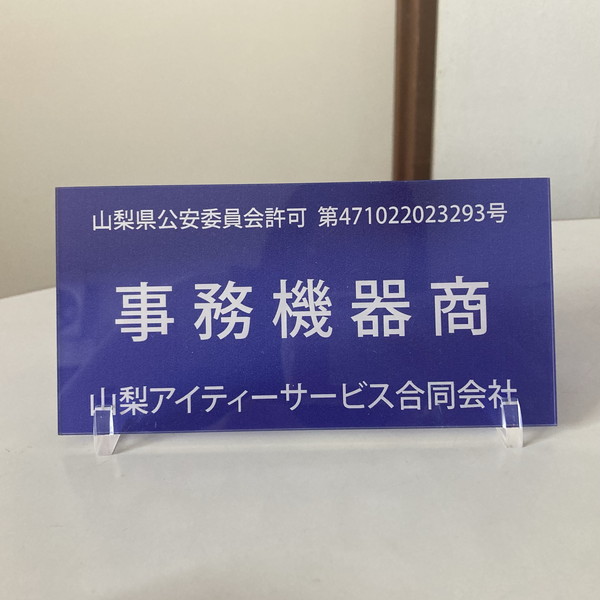 山梨県公安委員会許可 第471022023293号
事務機器商
山梨アイティーサービス合同会社